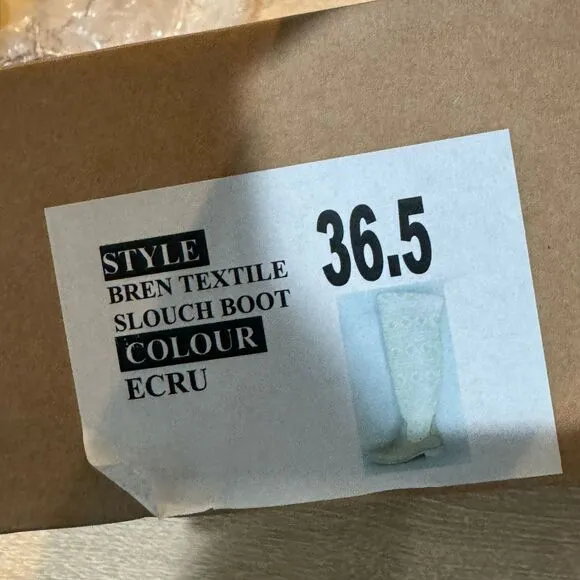 STYLE
BREN TEXTILE
SLOUCH BOOT
COLOUR
ECRU
36.5